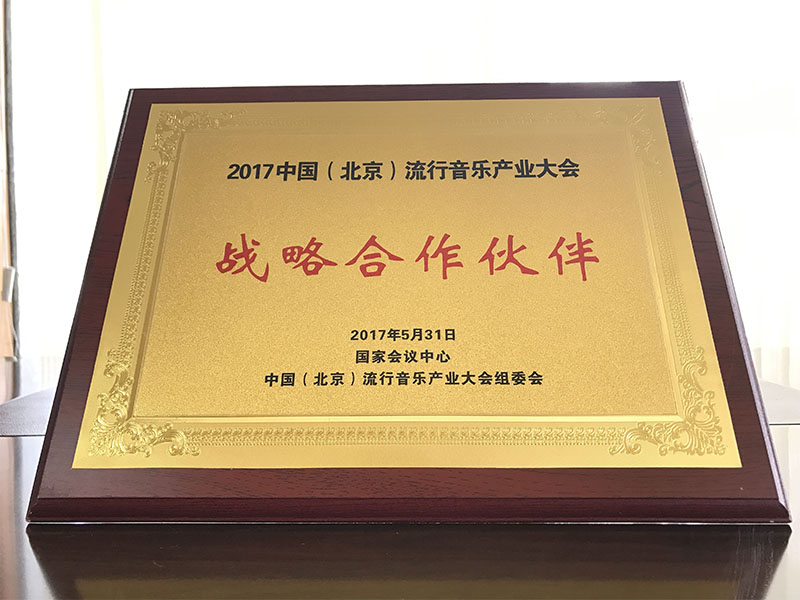 2017中国（北京）流行音乐产业大会
战略合作伙伴
2017年5月31日
国家会议中心
中国（北京）流行音乐产业大会组委会